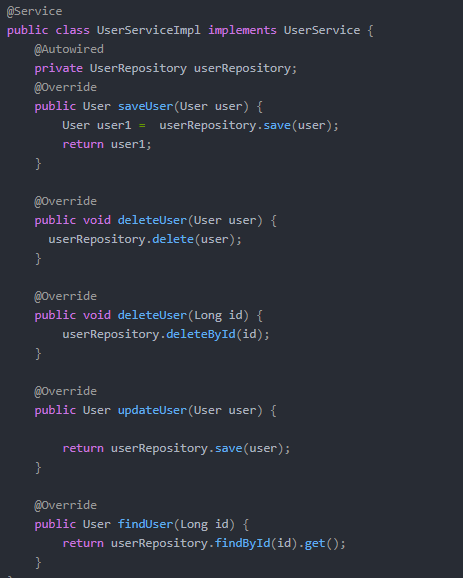 @Service
public class UserServiceImpl implements UserService {
    @Autowired
    private UserRepository userRepository;
    @Override
    public User saveUser(User user) {
        User user1 =  userRepository.save(user);
        return user1;
    }

    @Override
    public void deleteUser(User user) {
      userRepository.delete(user);
    }

    @Override
    public void deleteUser(Long id) {
        userRepository.deleteById(id);
    }

    @Override
    public User updateUser(User user) {

        return userRepository.save(user);
    }

    @Override
    public User findUser(Long id) {
        return userRepository.findById(id).get();
    }
}